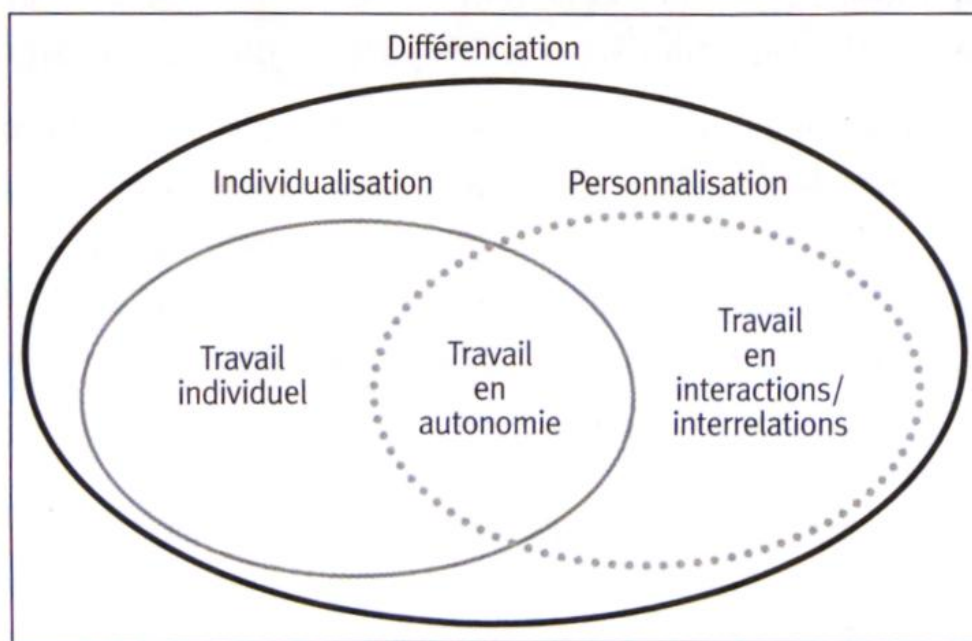 Différenciation
Individualisation
Personnalisation
Travail
individuel
Travail
en
autonomie
Travail
en
interactions/
interrelations